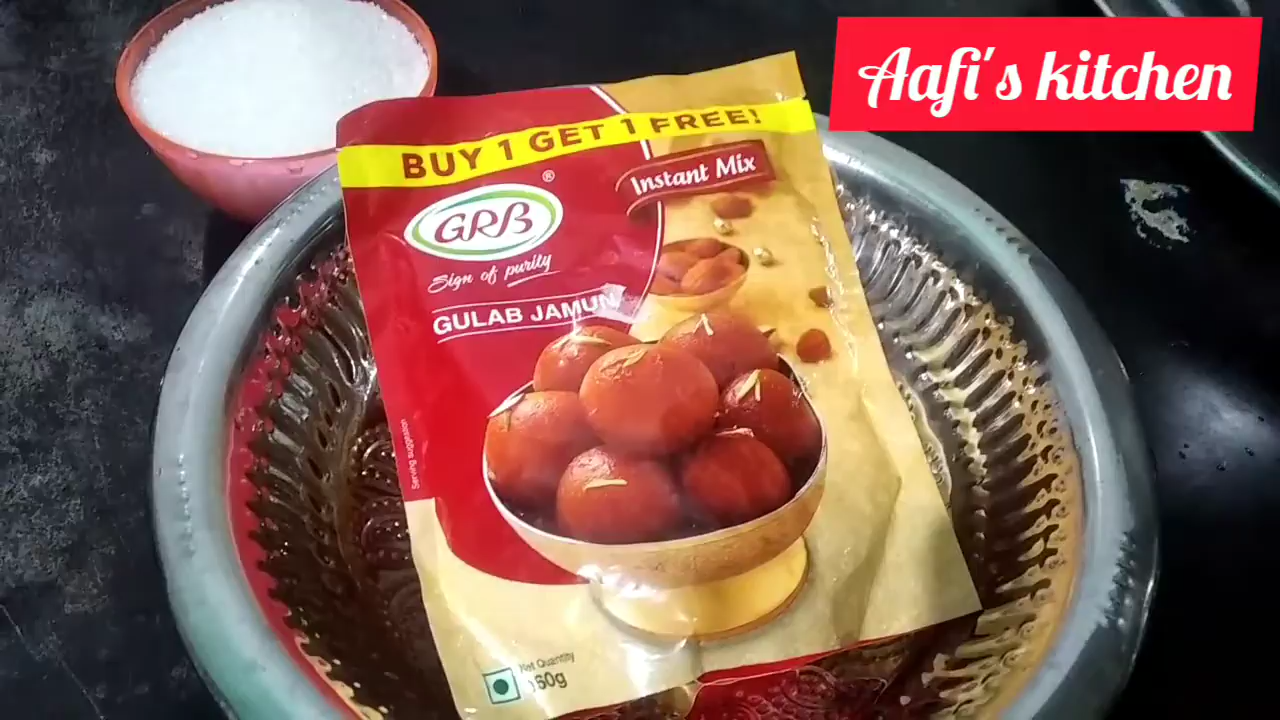 Aafi's kitchen
BUY 1 GET 1 FREE!
Instant Mix
GRB ®
Sign of purity
GULAB JAMUN
Serving suggestion
Net Quantity
160g